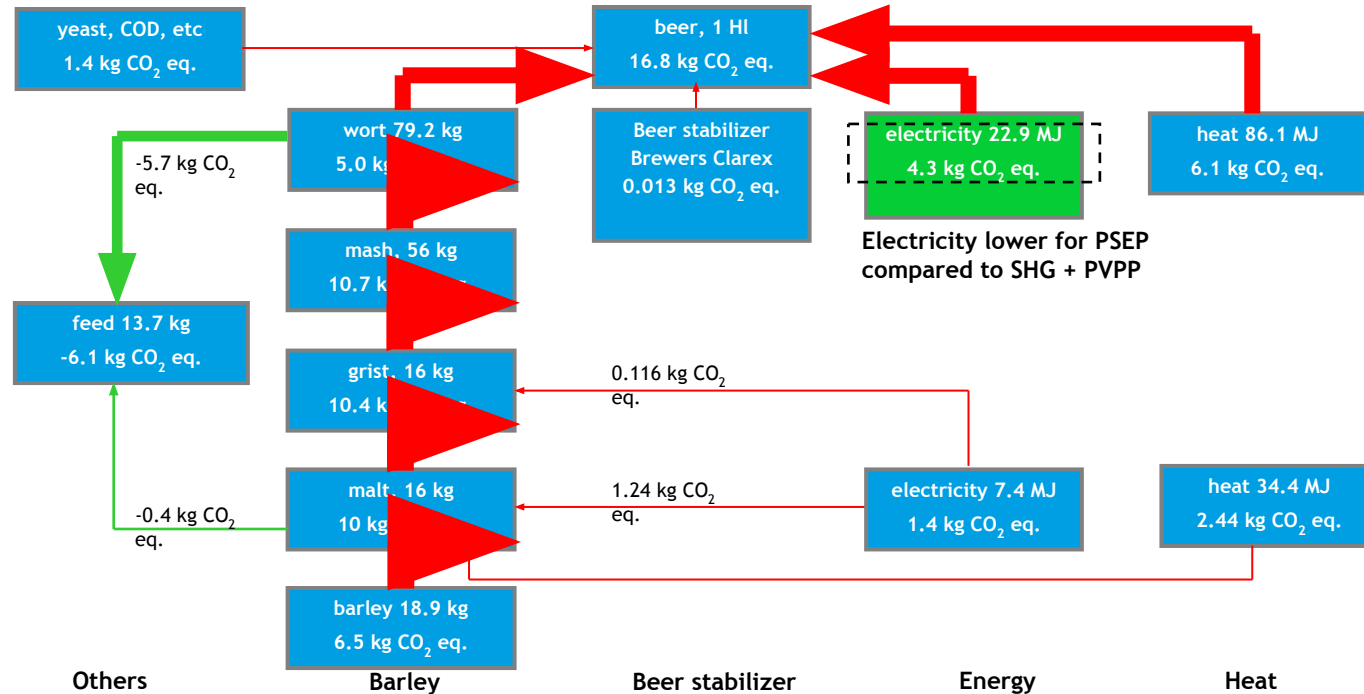 yeast, COD, etc
1.4 kg CO₂ eq.
beer, 1 Hl
16.8 kg CO₂ eq.
wort 79.2 kg
5.0 kg
Beer stabilizer
Brewers Clarex
0.013 kg CO₂ eq.
electricity 22.9 MJ
4.3 kg CO₂ eq.
heat 86.1 MJ
6.1 kg CO₂ eq.
-5.7 kg CO₂
eq.
Electricity lower for PSEP
compared to SHG + PVPP
mash, 56 kg
10.7
feed 13.7 kg
-6.1 kg CO₂ eq.
grist, 16 kg
10.4
0.116 kg CO₂
eq.
malt, 16 kg
10 kg
1.24 kg CO₂
eq.
electricity 7.4 MJ
1.4 kg CO₂ eq.
heat 34.4 MJ
2.44 kg CO₂ eq.
-0.4 kg CO₂
eq.
barley 18.9 kg
6.5 kg CO₂ eq.
Others
Barley
Beer stabilizer
Energy
Heat